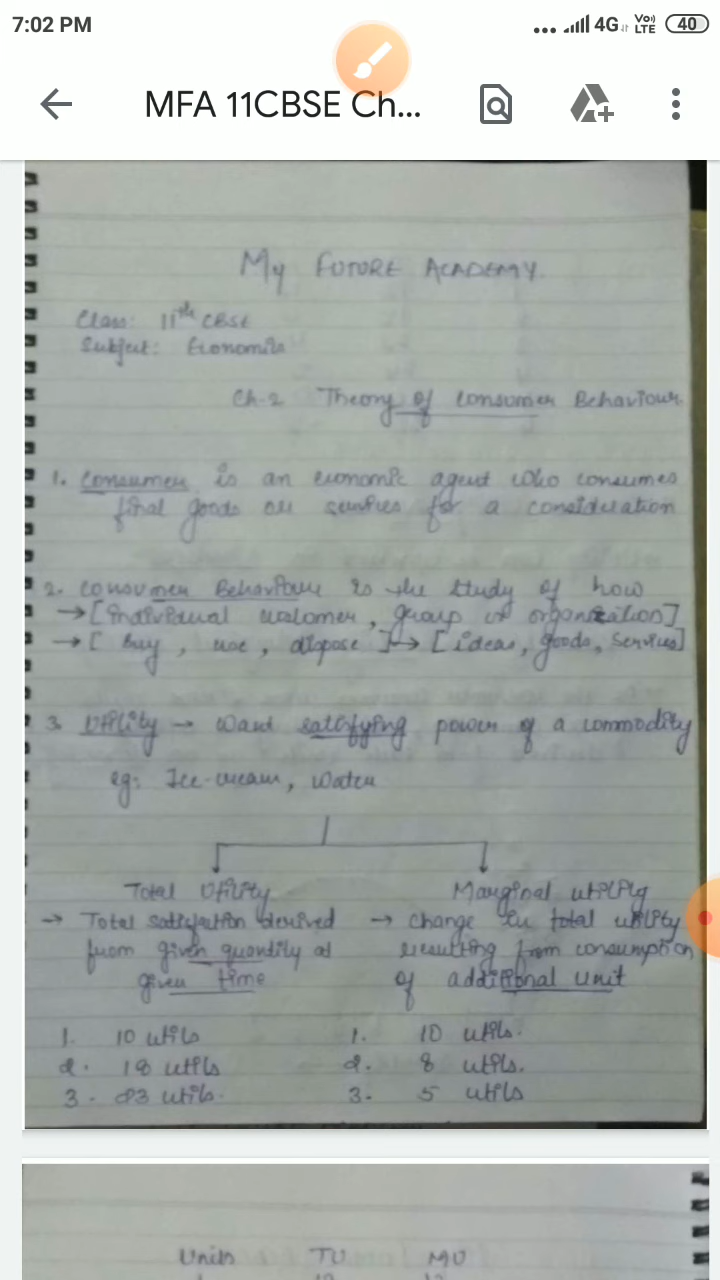 7:02 PM
4G Vo)) LTE 40
MFA 11CBSE Ch...
My FUTURE ACADEMY.
Class: 11th CBSE
Subject: Economics
Ch-2 Theory of Consumer Behaviour.
1. Consumer is an economic agent who consumes
final goods or services for a consideration
2. Consumer Behaviour is the study of how
→ [individual customer, group or organization]
→ [ Buy, use, dispose ] → [ideas, goods, services]
3. Utility → Want satisfying power of a commodity
eg: Ice-cream, Water
Total Utility
→ Total satisfaction derived
from given quantity at
given time
1. 10 utils
2. 18 utils
3. 23 utils.
Marginal utility
→ change in total utility
resulting from consumption
of additional unit
1. 10 utils.
2. 8 utils.
3. 5 utils
Units TU MU